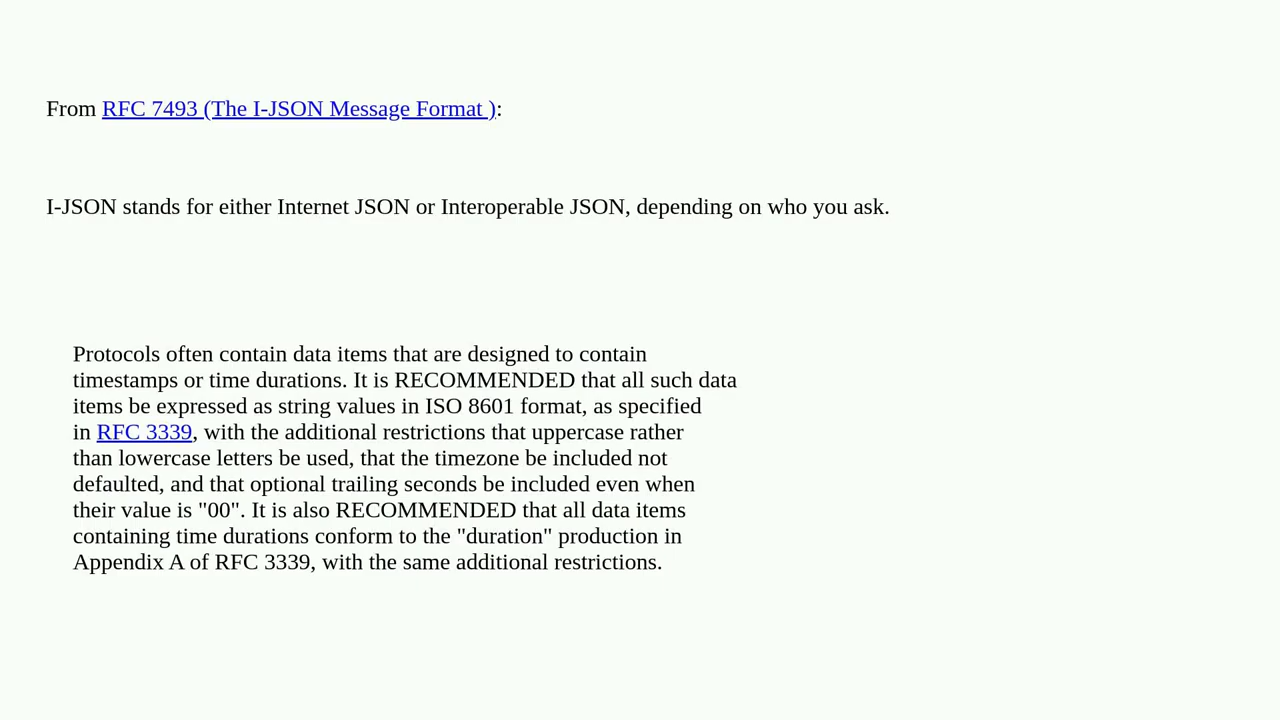 From RFC 7493 (The I-JSON Message Format ):
I-JSON stands for either Internet JSON or Interoperable JSON, depending on who you ask.
Protocols often contain data items that are designed to contain
timestamps or time durations. It is RECOMMENDED that all such data
items be expressed as string values in ISO 8601 format, as specified
in RFC 3339, with the additional restrictions that uppercase rather
than lowercase letters be used, that the timezone be included not
defaulted, and that optional trailing seconds be included even when
their value is "00". It is also RECOMMENDED that all data items
containing time durations conform to the "duration" production in
Appendix A of RFC 3339, with the same additional restrictions.